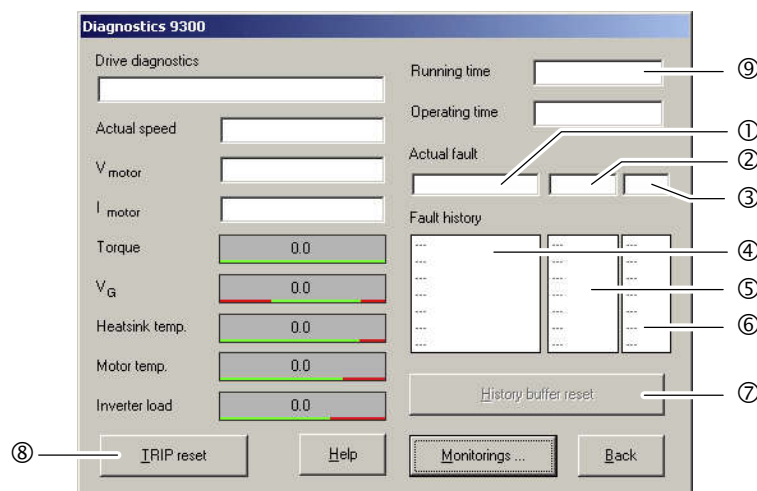 Diagnostics 9300
Drive diagnostics
Actual speed
V motor
I motor
Torque 0.0
VG 0.0
Heatsink temp. 0.0
Motor temp. 0.0
Inverter load 0.0
Running time ⑨
Operating time
Actual fault ①
②
③
Fault history
--- --- --- ④
--- --- ---
--- --- --- ⑤
--- --- ---
--- --- --- ⑥
--- --- ---
--- --- ---
History buffer reset ⑦
⑧ TRIP reset Help Monitorings ... Back